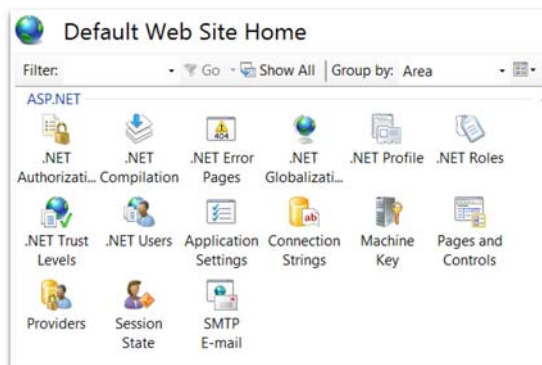 Default Web Site Home
Filter: Go Show All Group by: Area
ASP.NET
404
.NET .NET .NET Error .NET .NET Profile .NET Roles
Authorizati... Compilation Pages Globalizati...
ab
.NET Trust .NET Users Application Connection Machine Pages and
Levels Settings Strings Key Controls
Providers Session SMTP
State E-mail